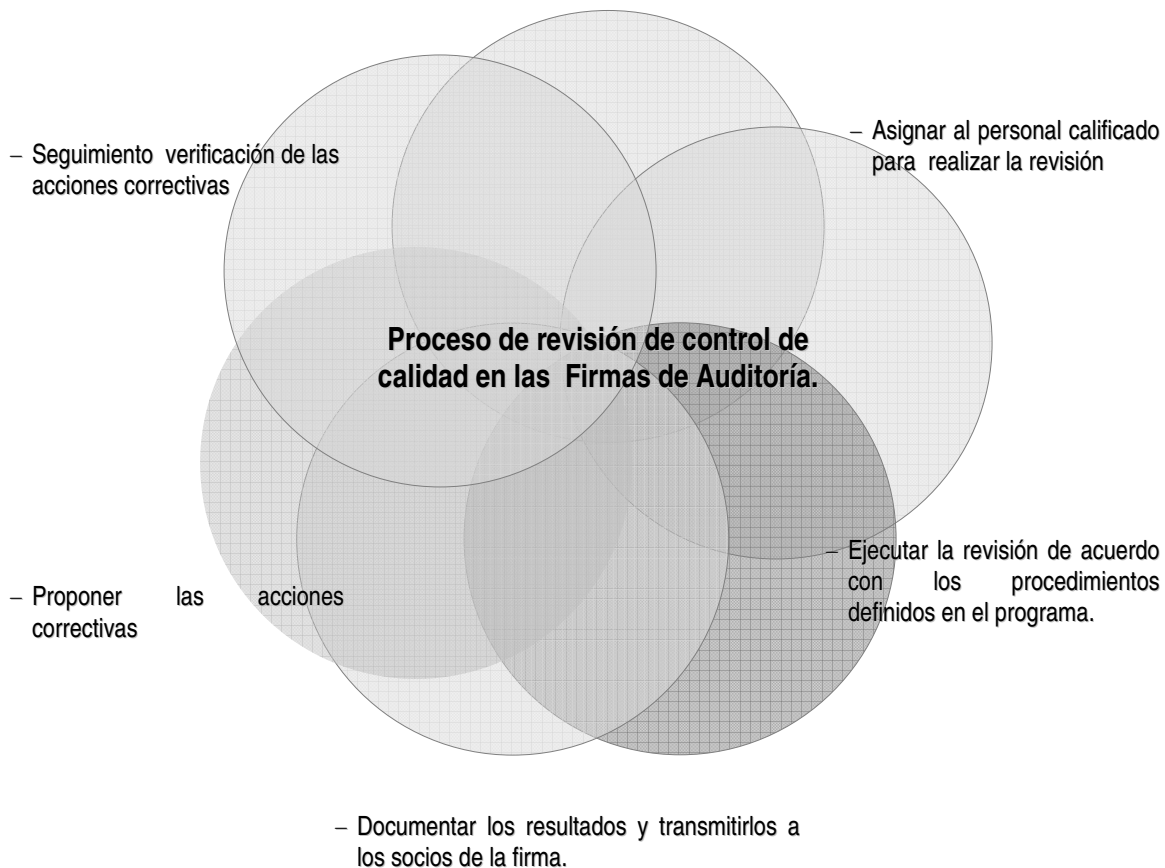 – Asignar al personal calificado
para realizar la revisión
– Seguimiento verificación de las
acciones correctivas
Proceso de revisión de control de
calidad en las Firmas de Auditoría.
– Ejecutar la revisión de acuerdo
con los procedimientos
definidos en el programa.
– Proponer las acciones
correctivas
– Documentar los resultados y transmitirlos a
los socios de la firma.